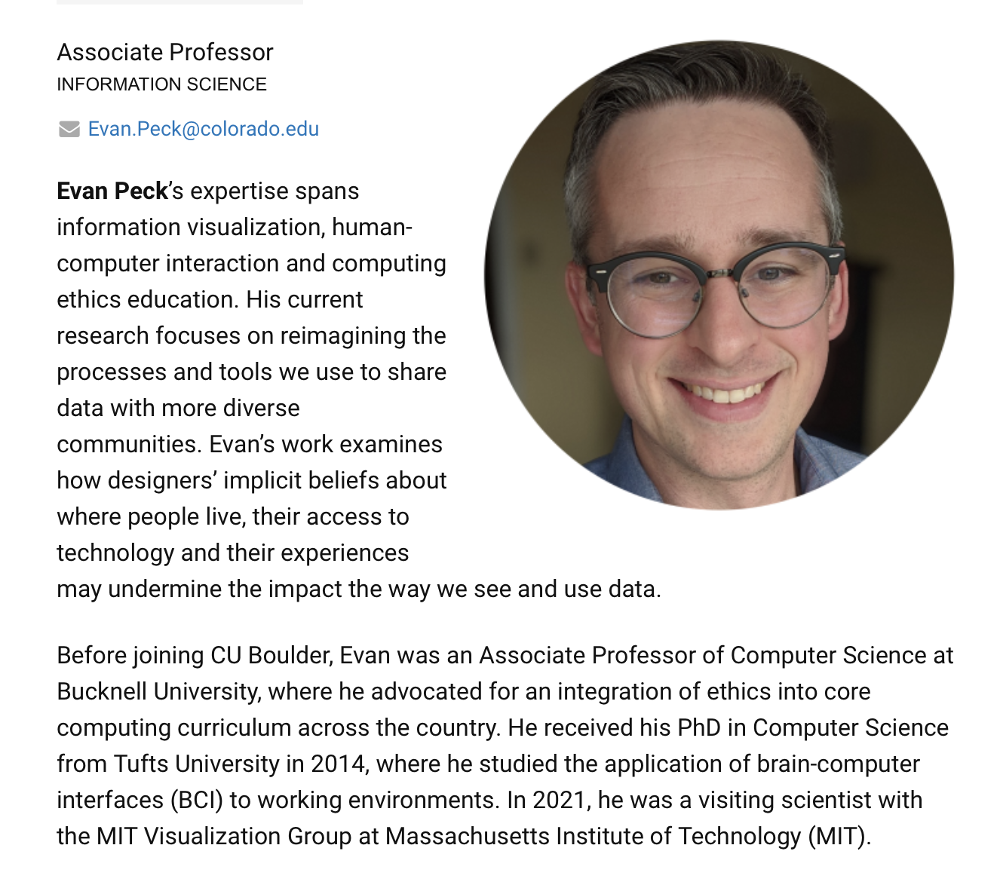 Associate Professor
INFORMATION SCIENCE
Evan.Peck@colorado.edu
Evan Peck’s expertise spans
information visualization, human-
computer interaction and computing
ethics education. His current
research focuses on reimagining the
processes and tools we use to share
data with more diverse
communities. Evan’s work examines
how designers’ implicit beliefs about
where people live, their access to
technology and their experiences
may undermine the impact the way we see and use data.
Before joining CU Boulder, Evan was an Associate Professor of Computer Science at
Bucknell University, where he advocated for an integration of ethics into core
computing curriculum across the country. He received his PhD in Computer Science
from Tufts University in 2014, where he studied the application of brain-computer
interfaces (BCI) to working environments. In 2021, he was a visiting scientist with
the MIT Visualization Group at Massachusetts Institute of Technology (MIT).